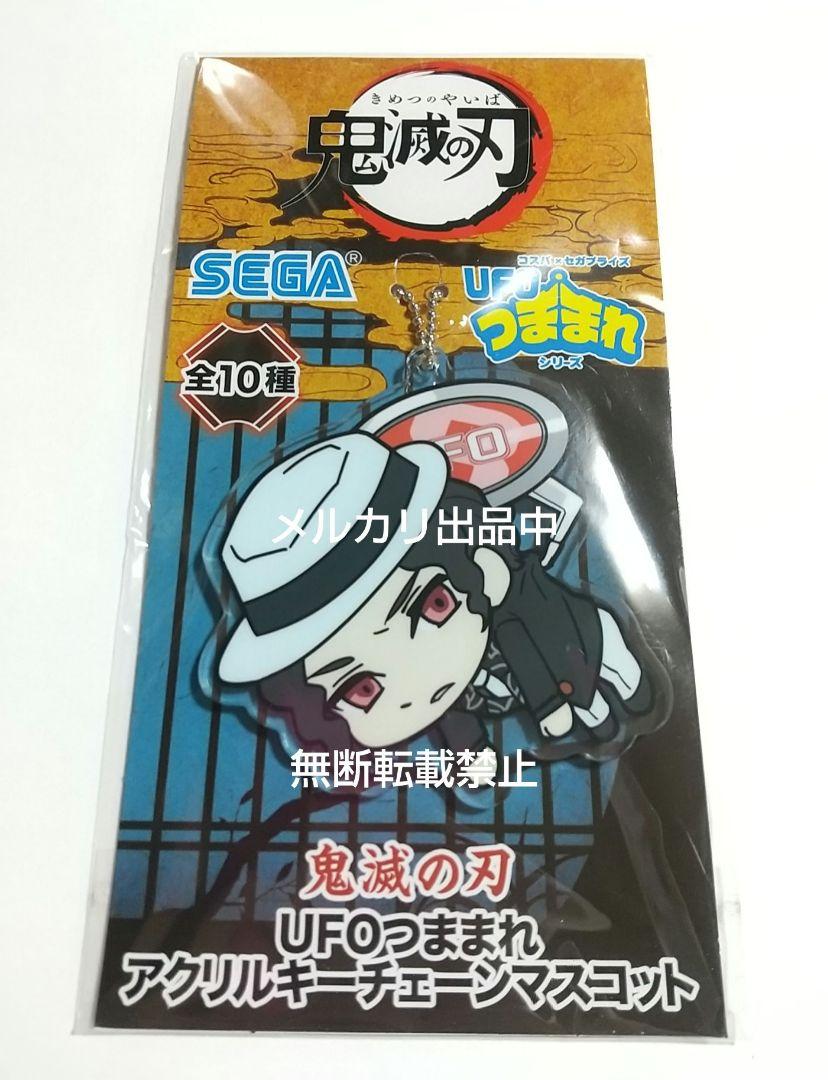 きめつのやいば
鬼滅の刃
SEGA®
コスパ×セガプライズ
UFO
つままれ
シリーズ
全10種
UFO
メルカリ出品中
無断転載禁止
鬼滅の刃
UFOつままれ
アクリルキーチェーンマスコット